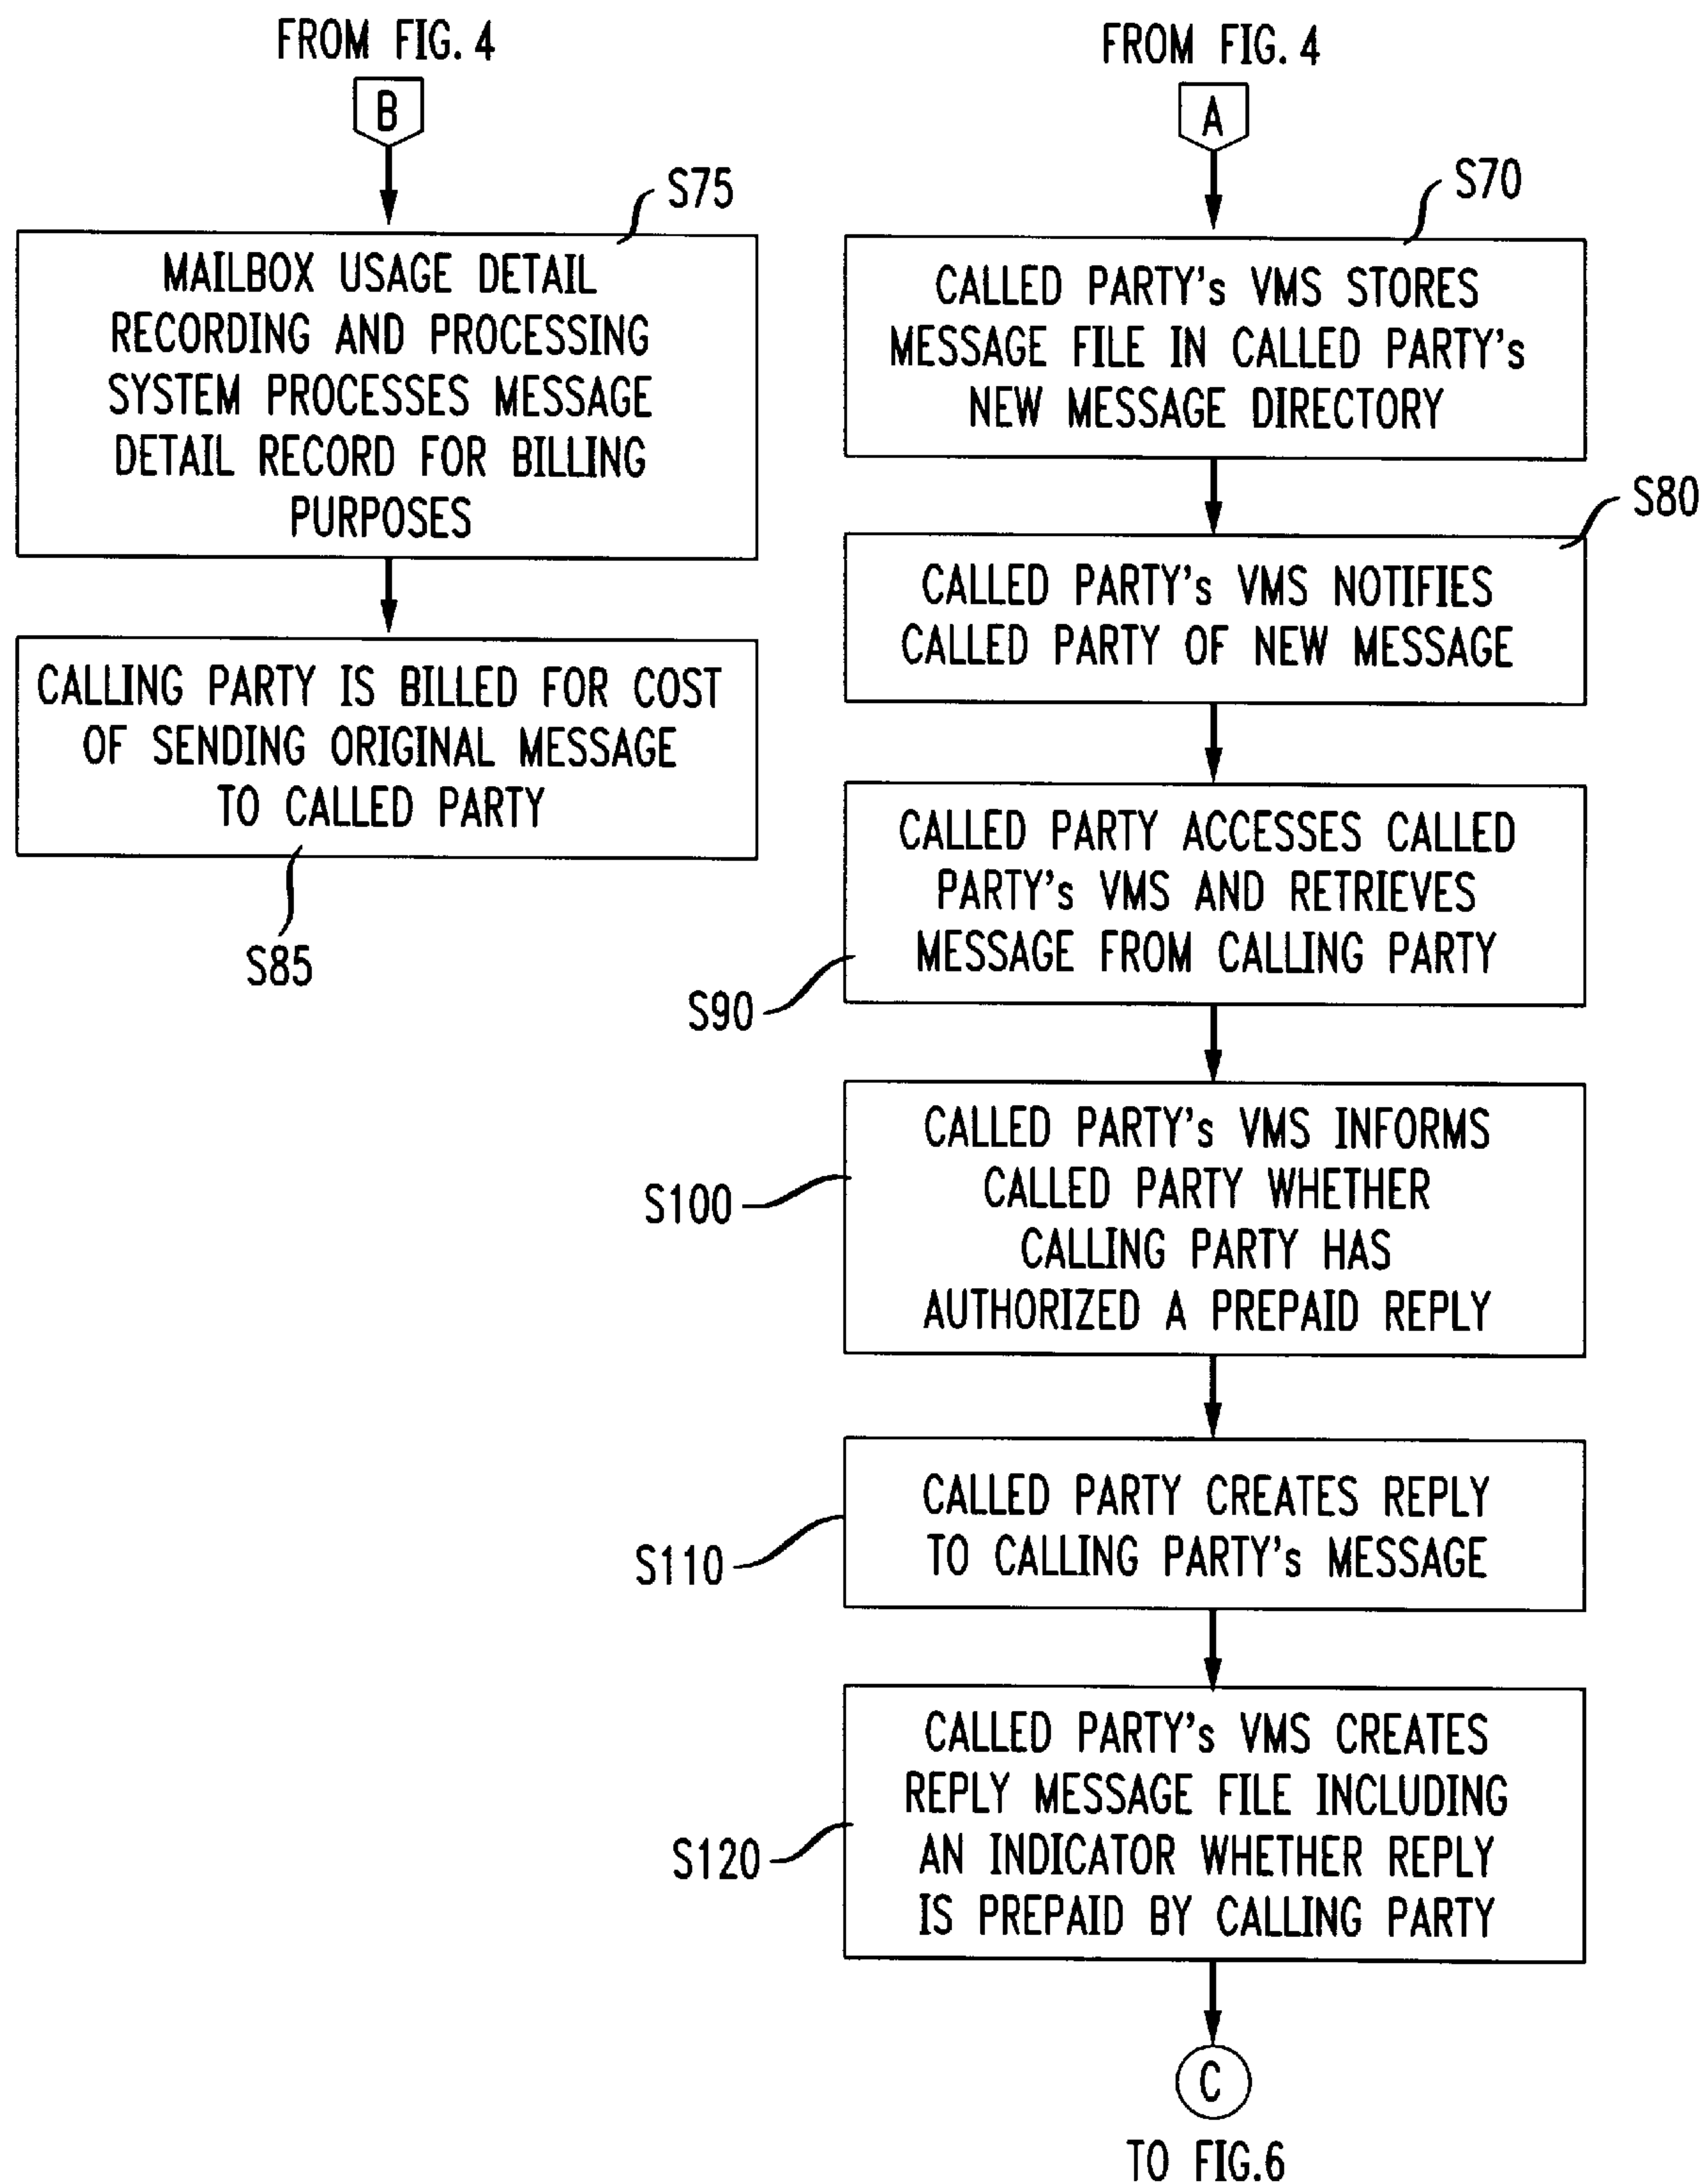 FROM FIG. 4
B
S75
MAILBOX USAGE DETAIL
RECORDING AND PROCESSING
SYSTEM PROCESSES MESSAGE
DETAIL RECORD FOR BILLING
PURPOSES
CALLING PARTY IS BILLED FOR COST
OF SENDING ORIGINAL MESSAGE
TO CALLED PARTY
S85
FROM FIG. 4
A
S70
CALLED PARTY's VMS STORES
MESSAGE FILE IN CALLED PARTY's
NEW MESSAGE DIRECTORY
S80
CALLED PARTY's VMS NOTIFIES
CALLED PARTY OF NEW MESSAGE
CALLED PARTY ACCESSES CALLED
PARTY's VMS AND RETRIEVES
MESSAGE FROM CALLING PARTY
S90
CALLED PARTY's VMS INFORMS
CALLED PARTY WHETHER
CALLING PARTY HAS
AUTHORIZED A PREPAID REPLY
S100
CALLED PARTY CREATES REPLY
TO CALLING PARTY's MESSAGE
S110
CALLED PARTY's VMS CREATES
REPLY MESSAGE FILE INCLUDING
AN INDICATOR WHETHER REPLY
IS PREPAID BY CALLING PARTY
S120
C
TO FIG.6